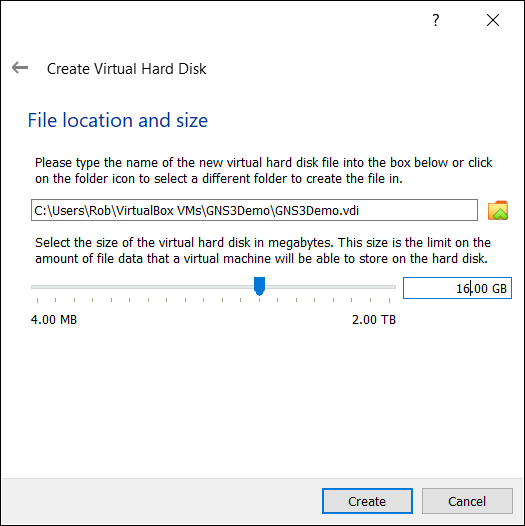 ?
Create Virtual Hard Disk
File location and size
Please type the name of the new virtual hard disk file into the box below or click
on the folder icon to select a different folder to create the file in.
C:\Users\Rob\VirtualBox VMs\GNS3Demo\GNS3Demo.vdi
Select the size of the virtual hard disk in megabytes. This size is the limit on the
amount of file data that a virtual machine will be able to store on the hard disk.
16.00 GB
4.00 MB 2.00 TB
Create Cancel